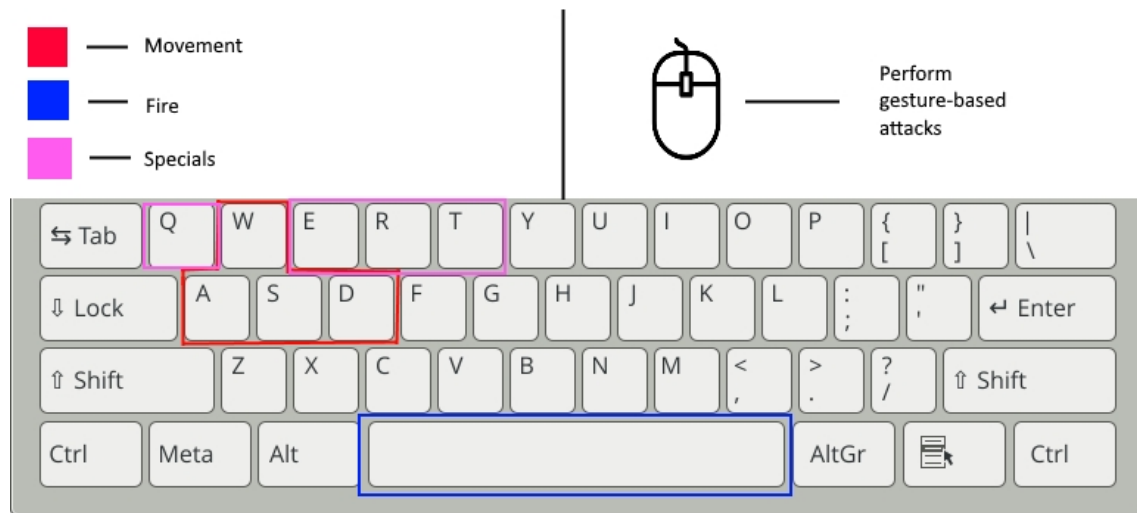 Movement
Fire
Specials
Perform
gesture-based
attacks
⇆ Tab Q W E R T Y U I O P { [ } ] | \
⇩ Lock A S D F G H J K L : ; " ' ↵ Enter
⇧ Shift Z X C V B N M < , > . ? / ⇧ Shift
Ctrl Meta Alt AltGr Ctrl